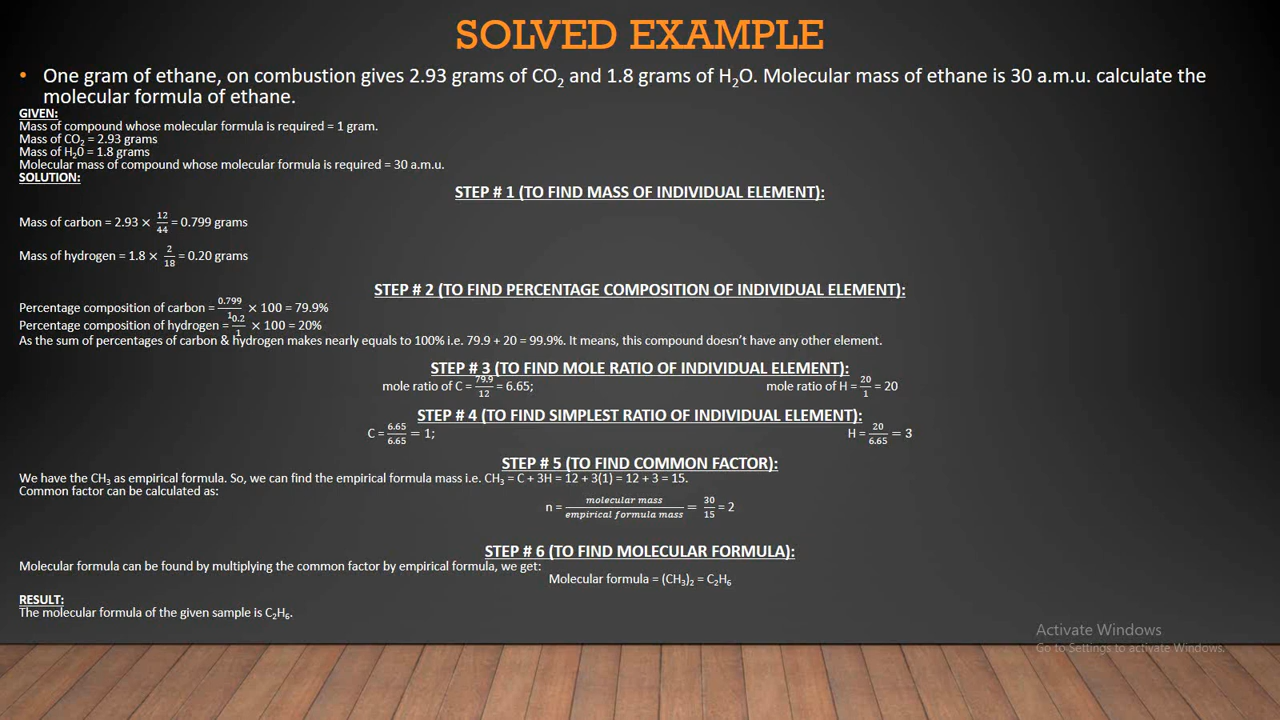 SOLVED EXAMPLE
• One gram of ethane, on combustion gives 2.93 grams of CO₂ and 1.8 grams of H₂O. Molecular mass of ethane is 30 a.m.u. calculate the
molecular formula of ethane.
GIVEN:
Mass of compound whose molecular formula is required = 1 gram.
Mass of CO₂ = 2.93 grams
Mass of H₂0 = 1.8 grams
Molecular mass of compound whose molecular formula is required = 30 a.m.u.
SOLUTION:
STEP # 1 (TO FIND MASS OF INDIVIDUAL ELEMENT):
Mass of carbon = 2.93 × 12/44 = 0.799 grams
Mass of hydrogen = 1.8 × 2/18 = 0.20 grams
STEP # 2 (TO FIND PERCENTAGE COMPOSITION OF INDIVIDUAL ELEMENT):
Percentage composition of carbon = 0.799/1 × 100 = 79.9%
Percentage composition of hydrogen = 0.2/1 × 100 = 20%
As the sum of percentages of carbon & hydrogen makes nearly equals to 100% i.e. 79.9 + 20 = 99.9%. It means, this compound doesn't have any other element.
STEP # 3 (TO FIND MOLE RATIO OF INDIVIDUAL ELEMENT):
mole ratio of C = 79.9/12 = 6.65; mole ratio of H = 20/1 = 20
STEP # 4 (TO FIND SIMPLEST RATIO OF INDIVIDUAL ELEMENT):
C = 6.65/6.65 = 1; H = 20/6.65 = 3
STEP # 5 (TO FIND COMMON FACTOR):
We have the CH₃ as empirical formula. So, we can find the empirical formula mass i.e. CH₃ = C + 3H = 12 + 3(1) = 12 + 3 = 15.
Common factor can be calculated as:
n = molecular mass/empirical formula mass = 30/15 = 2
STEP # 6 (TO FIND MOLECULAR FORMULA):
Molecular formula can be found by multiplying the common factor by empirical formula, we get:
Molecular formula = (CH₃)₂ = C₂H₆
RESULT:
The molecular formula of the given sample is C₂H₆.
Activate Windows
Go to Settings to activate Windows.